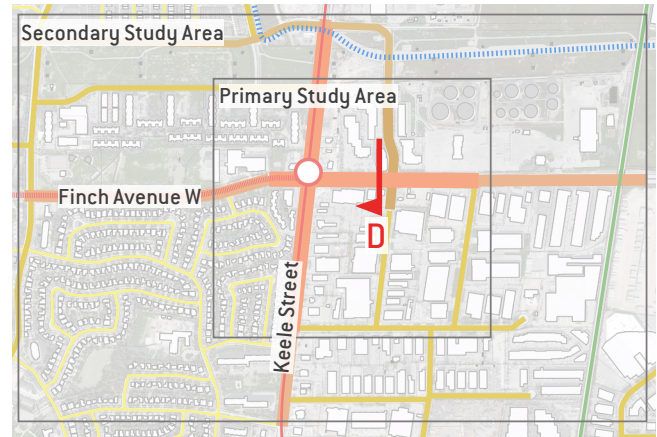 Secondary Study Area
Primary Study Area
Finch Avenue W
D
Keele Street